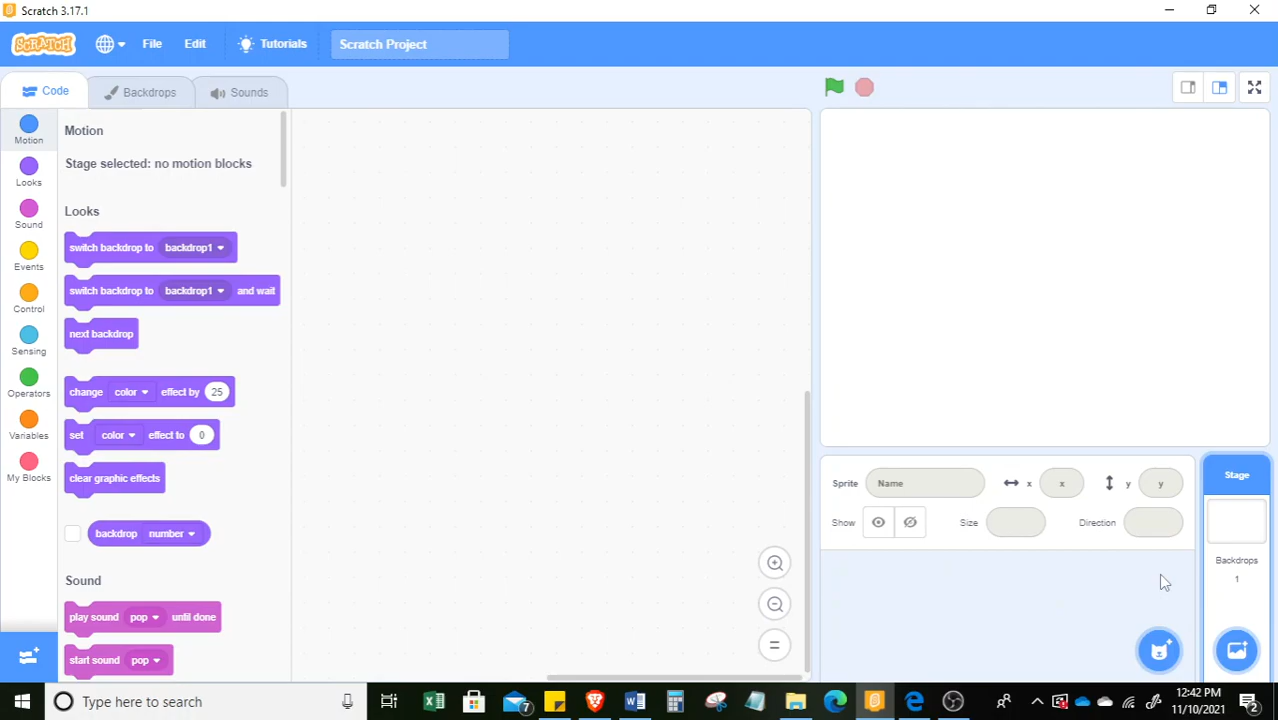 Scratch 3.17.1
SCRATCH
File
Edit
Tutorials
Scratch Project
Code
Backdrops
Sounds
Motion
Looks
Sound
Events
Control
Sensing
Operators
Variables
My Blocks
Motion
Stage selected: no motion blocks
Looks
switch backdrop to backdrop1
switch backdrop to backdrop1 and wait
next backdrop
change color effect by 25
set color effect to 0
clear graphic effects
backdrop number
Sound
play sound pop until done
start sound pop
Sprite Name x x y y
Show Size Direction
Stage
Backdrops
1
Type here to search
7
12:42 PM
11/10/2021
2